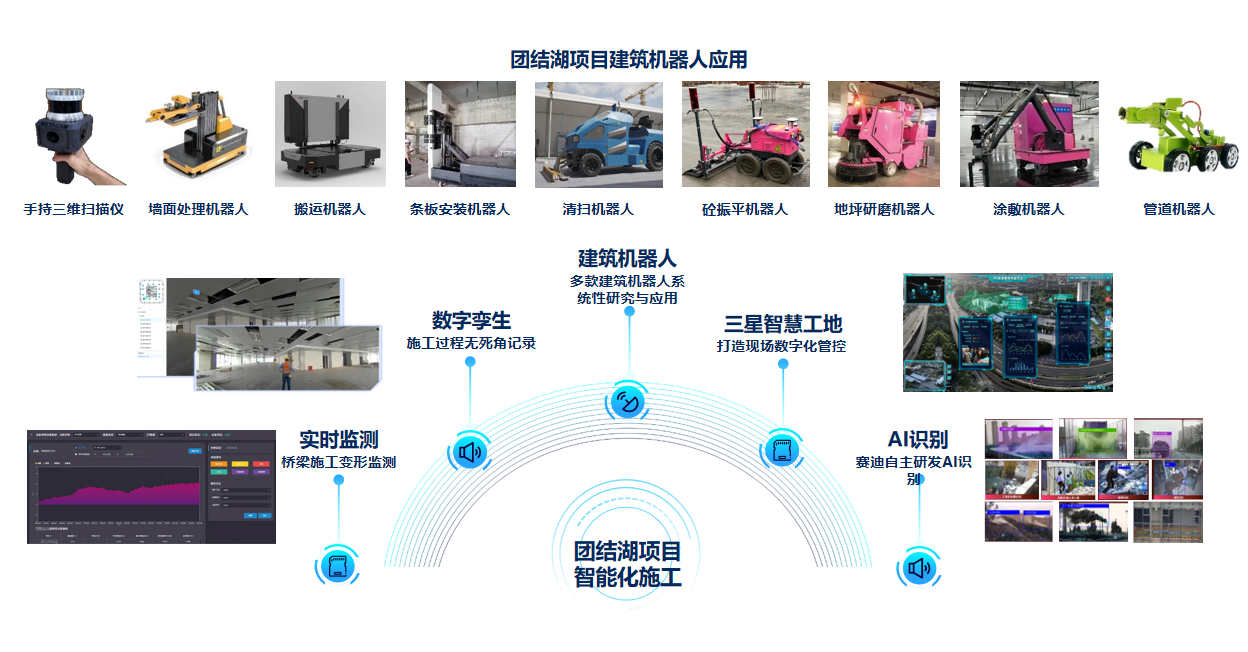 团结湖项目建筑机器人应用
手持三维扫描仪
墙面处理机器人
搬运机器人
条板安装机器人
清扫机器人
砼振平机器人
地坪研磨机器人
涂敷机器人
管道机器人
建筑机器人
多款建筑机器人系
统性研究与应用
数字孪生
施工过程无死角记录
三星智慧工地
打造现场数字化管控
实时监测
桥梁施工变形监测
AI识别
赛迪自主研发AI识
别
团结湖项目
智能化施工